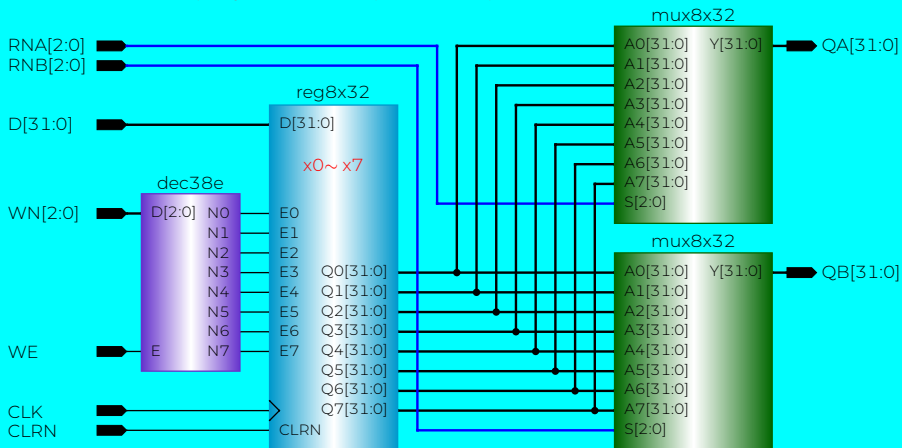 mux8x32
RNA[2:0]
RNB[2:0]
A0[31:0] Y[31:0]
QA[31:0]
A1[31:0]
A2[31:0]
A3[31:0]
A4[31:0]
A5[31:0]
A6[31:0]
A7[31:0]
S[2:0]
reg8x32
D[31:0]
D[31:0]
x0~ x7
dec38e
WN[2:0]
D[2:0] N0
N1
N2
N3
N4
N5
N6
E N7
WE
E0
E1
E2
E3 Q0[31:0]
E4 Q1[31:0]
E5 Q2[31:0]
E6 Q3[31:0]
E7 Q4[31:0]
Q5[31:0]
Q6[31:0]
Q7[31:0]
CLRN
CLK
CLRN
mux8x32
A0[31:0] Y[31:0]
QB[31:0]
A1[31:0]
A2[31:0]
A3[31:0]
A4[31:0]
A5[31:0]
A6[31:0]
A7[31:0]
S[2:0]